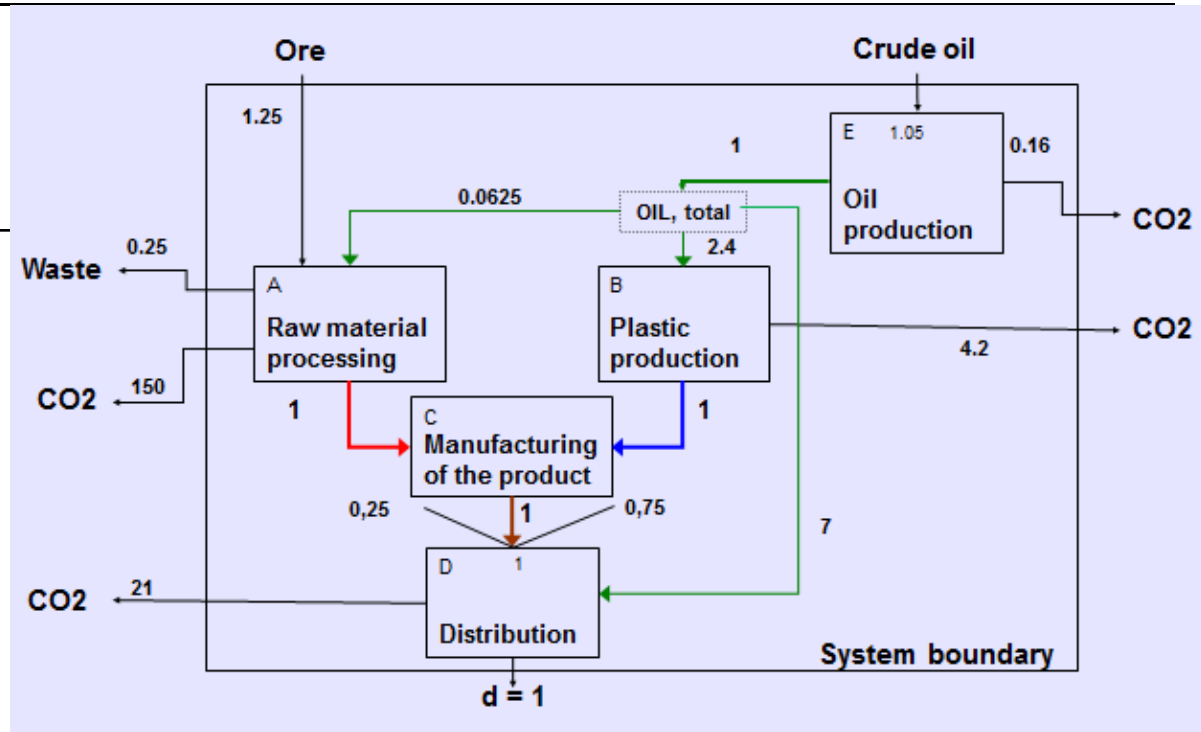 Ore
Crude oil
1.25
E 1.05
1
0.16
0.0625
OIL, total
Oil
production
CO2
0.25
2.4
Waste
A
B
Raw material
processing
Plastic
production
CO2
4.2
150
CO2
1
1
C
Manufacturing
of the product
0,25
1
0,75
7
D 1
21
CO2
Distribution
System boundary
d = 1